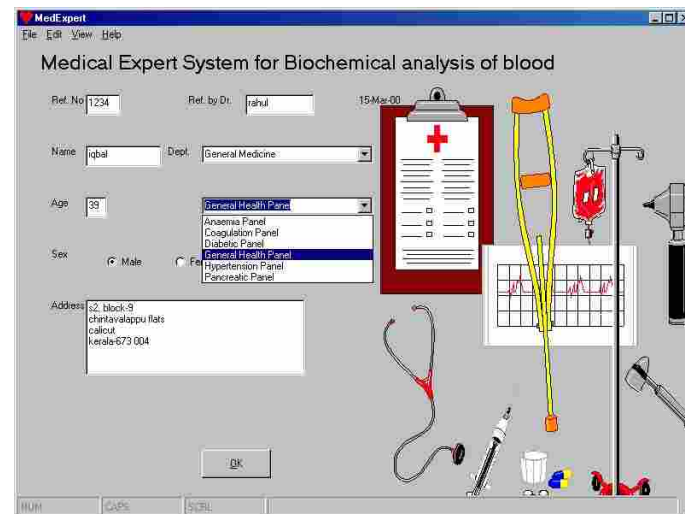 MedExpert
File Edit View Help
Medical Expert System for Biochemical analysis of blood
Ref. No 1234 Ref. by Dr. rahul 15-Mar-00
Name iqbal Dept. General Medicine
Age 39 General Health Panel
Anaemia Panel
Coagulation Panel
Diabetic Panel
General Health Panel
Hypertension Panel
Pancreatic Panel
Sex Male Fe
Address s2, block-9
chintavalappu flats
calicut
kerala-673 004
OK
NUM CAPS SCRL